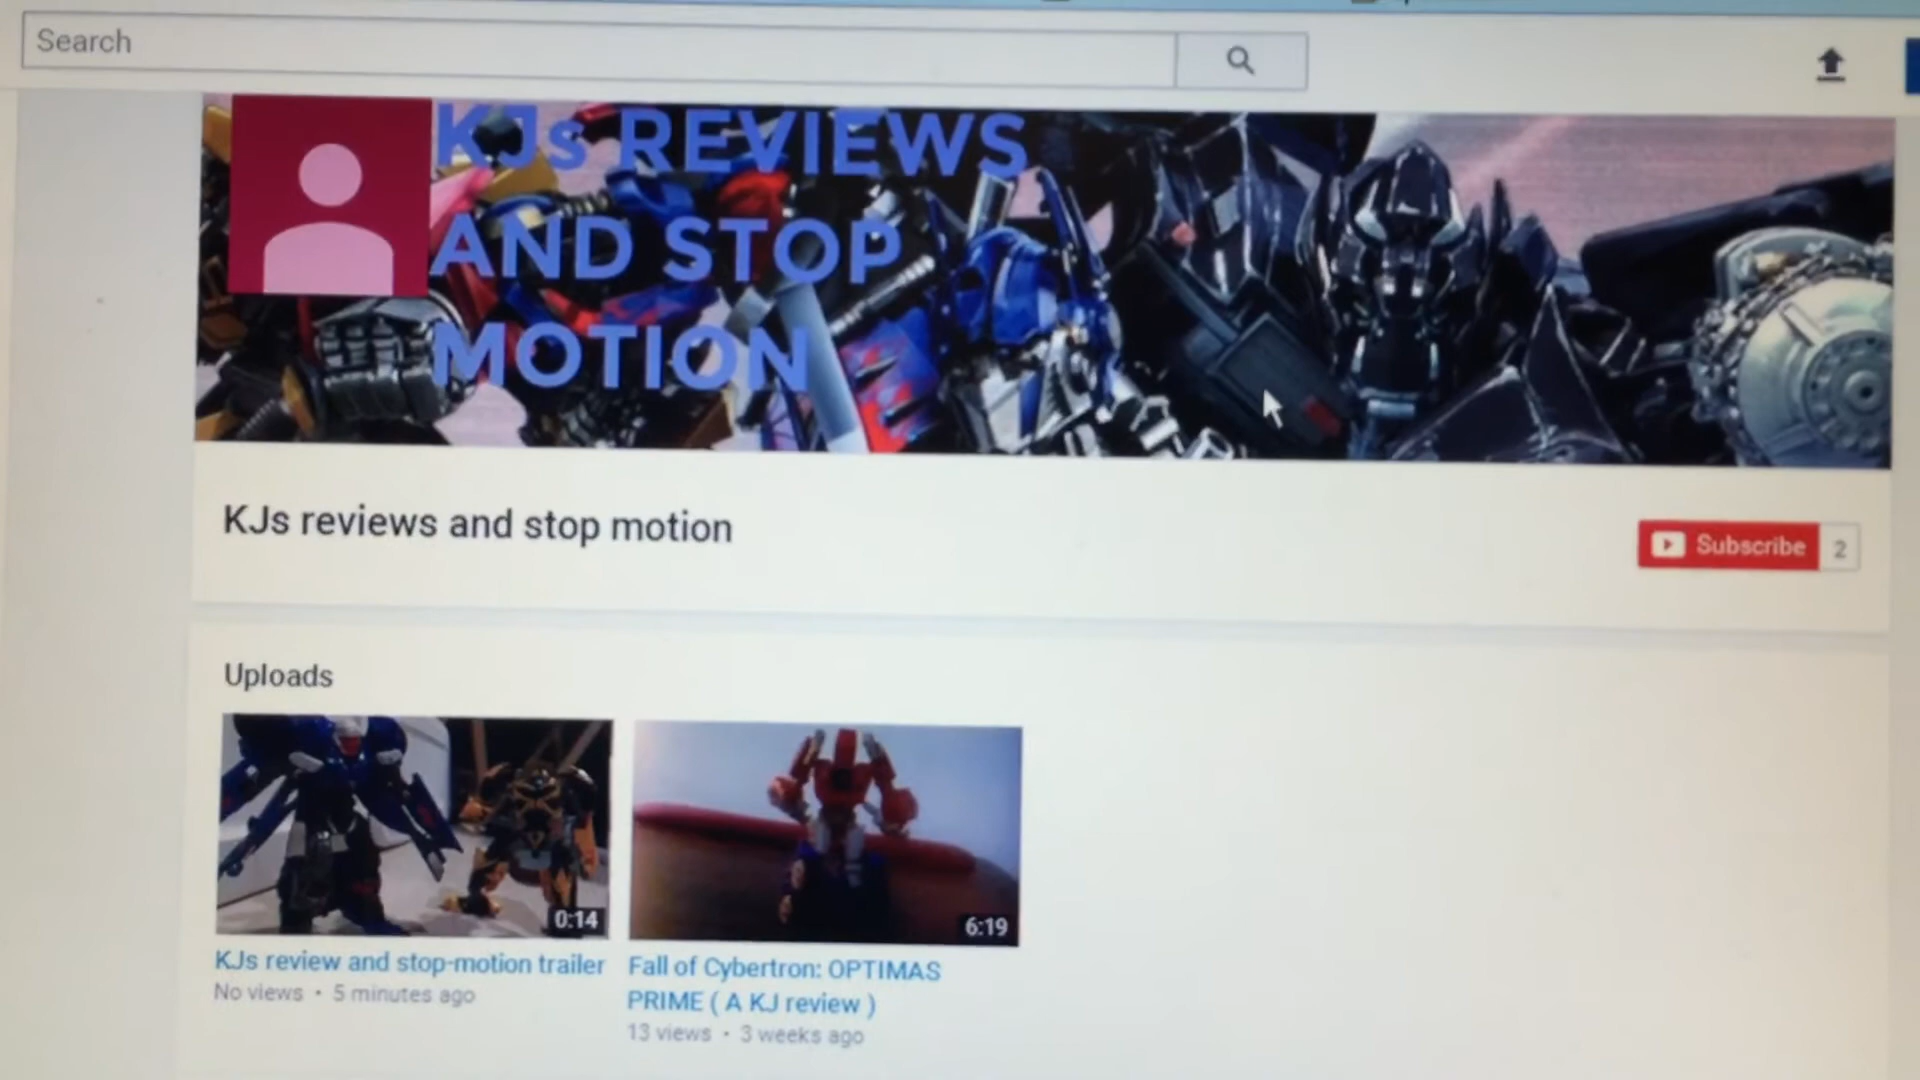 Search
KJs REVIEWS
AND STOP
MOTION
KJs reviews and stop motion
Subscribe 2
Uploads
0:14
6:19
KJs review and stop-motion trailer
No views • 5 minutes ago
Fall of Cybertron: OPTIMAS
PRIME ( A KJ review )
13 views • 3 weeks ago